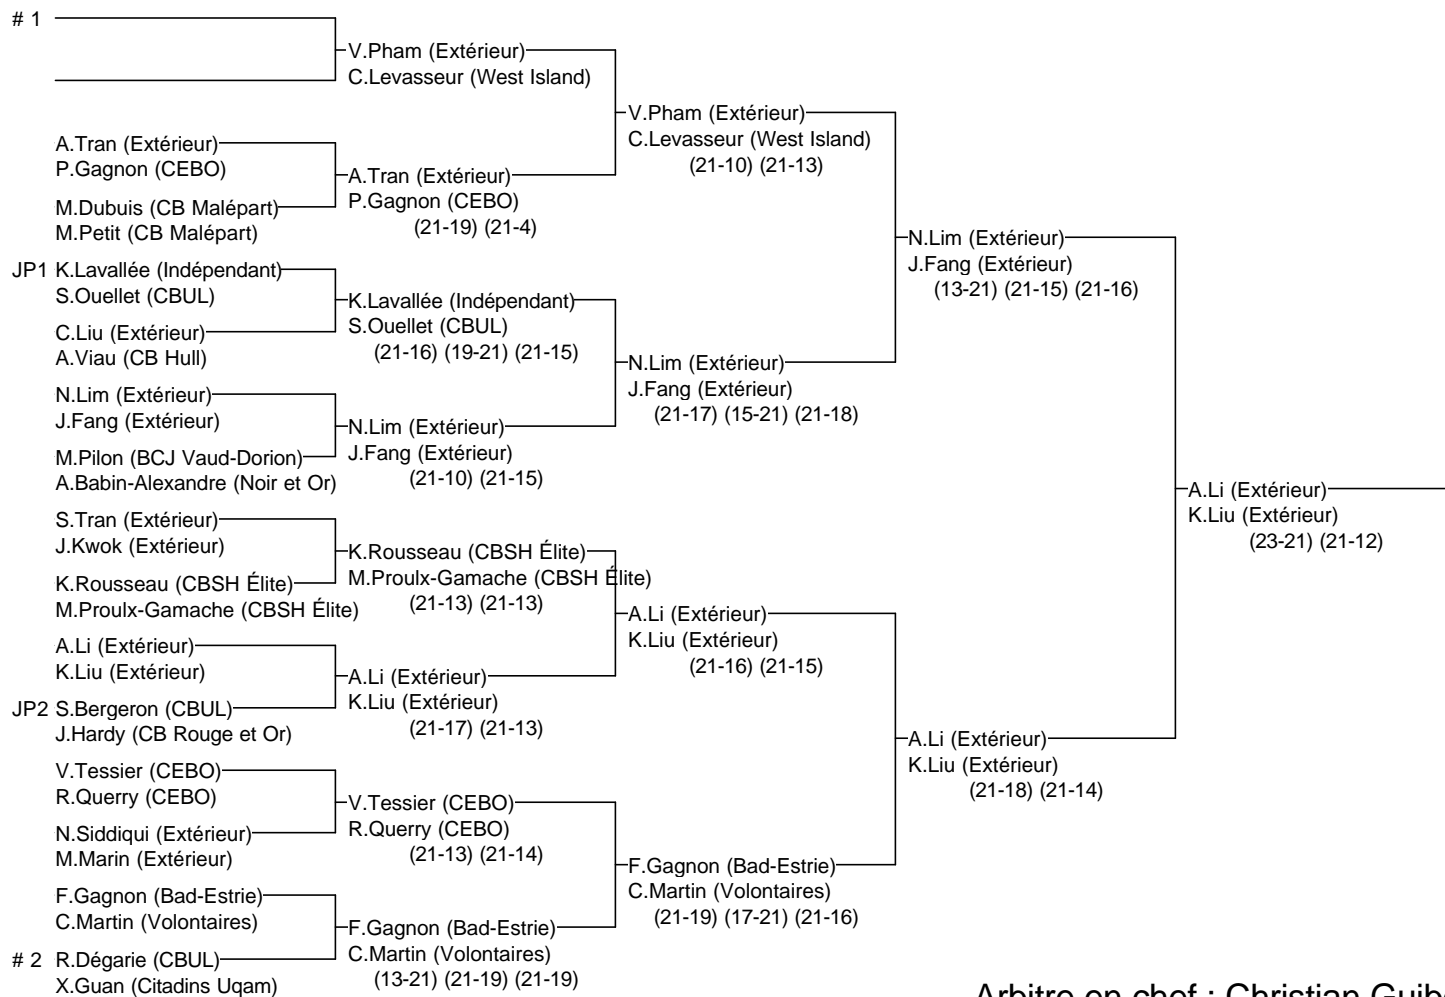 # 1
V.Pham (Extérieur)
C.Levasseur (West Island)
V.Pham (Extérieur)
C.Levasseur (West Island)
(21-10) (21-13)
A.Tran (Extérieur)
P.Gagnon (CEBO)
A.Tran (Extérieur)
P.Gagnon (CEBO)
(21-19) (21-4)
M.Dubuis (CB Malépart)
M.Petit (CB Malépart)
N.Lim (Extérieur)
J.Fang (Extérieur)
(13-21) (21-15) (21-16)
JP1 K.Lavallée (Indépendant)
S.Ouellet (CBUL)
K.Lavallée (Indépendant)
S.Ouellet (CBUL)
(21-16) (19-21) (21-15)
C.Liu (Extérieur)
A.Viau (CB Hull)
N.Lim (Extérieur)
J.Fang (Extérieur)
(21-17) (15-21) (21-18)
N.Lim (Extérieur)
J.Fang (Extérieur)
N.Lim (Extérieur)
J.Fang (Extérieur)
(21-10) (21-15)
M.Pilon (BCJ Vaud-Dorion)
A.Babin-Alexandre (Noir et Or)
A.Li (Extérieur)
K.Liu (Extérieur)
(23-21) (21-12)
S.Tran (Extérieur)
J.Kwok (Extérieur)
K.Rousseau (CBSH Élite)
M.Proulx-Gamache (CBSH Élite)
(21-13) (21-13)
K.Rousseau (CBSH Élite)
M.Proulx-Gamache (CBSH Élite)
A.Li (Extérieur)
K.Liu (Extérieur)
(21-16) (21-15)
A.Li (Extérieur)
K.Liu (Extérieur)
A.Li (Extérieur)
K.Liu (Extérieur)
(21-17) (21-13)
JP2 S.Bergeron (CBUL)
J.Hardy (CB Rouge et Or)
A.Li (Extérieur)
K.Liu (Extérieur)
(21-18) (21-14)
V.Tessier (CEBO)
R.Querry (CEBO)
V.Tessier (CEBO)
R.Querry (CEBO)
(21-13) (21-14)
N.Siddiqui (Extérieur)
M.Marin (Extérieur)
F.Gagnon (Bad-Estrie)
C.Martin (Volontaires)
(21-19) (17-21) (21-16)
F.Gagnon (Bad-Estrie)
C.Martin (Volontaires)
F.Gagnon (Bad-Estrie)
C.Martin (Volontaires)
(13-21) (21-19) (21-19)
# 2 R.Dégarie (CBUL)
X.Guan (Citadins Uqam)
Arbitre en chef : Christian